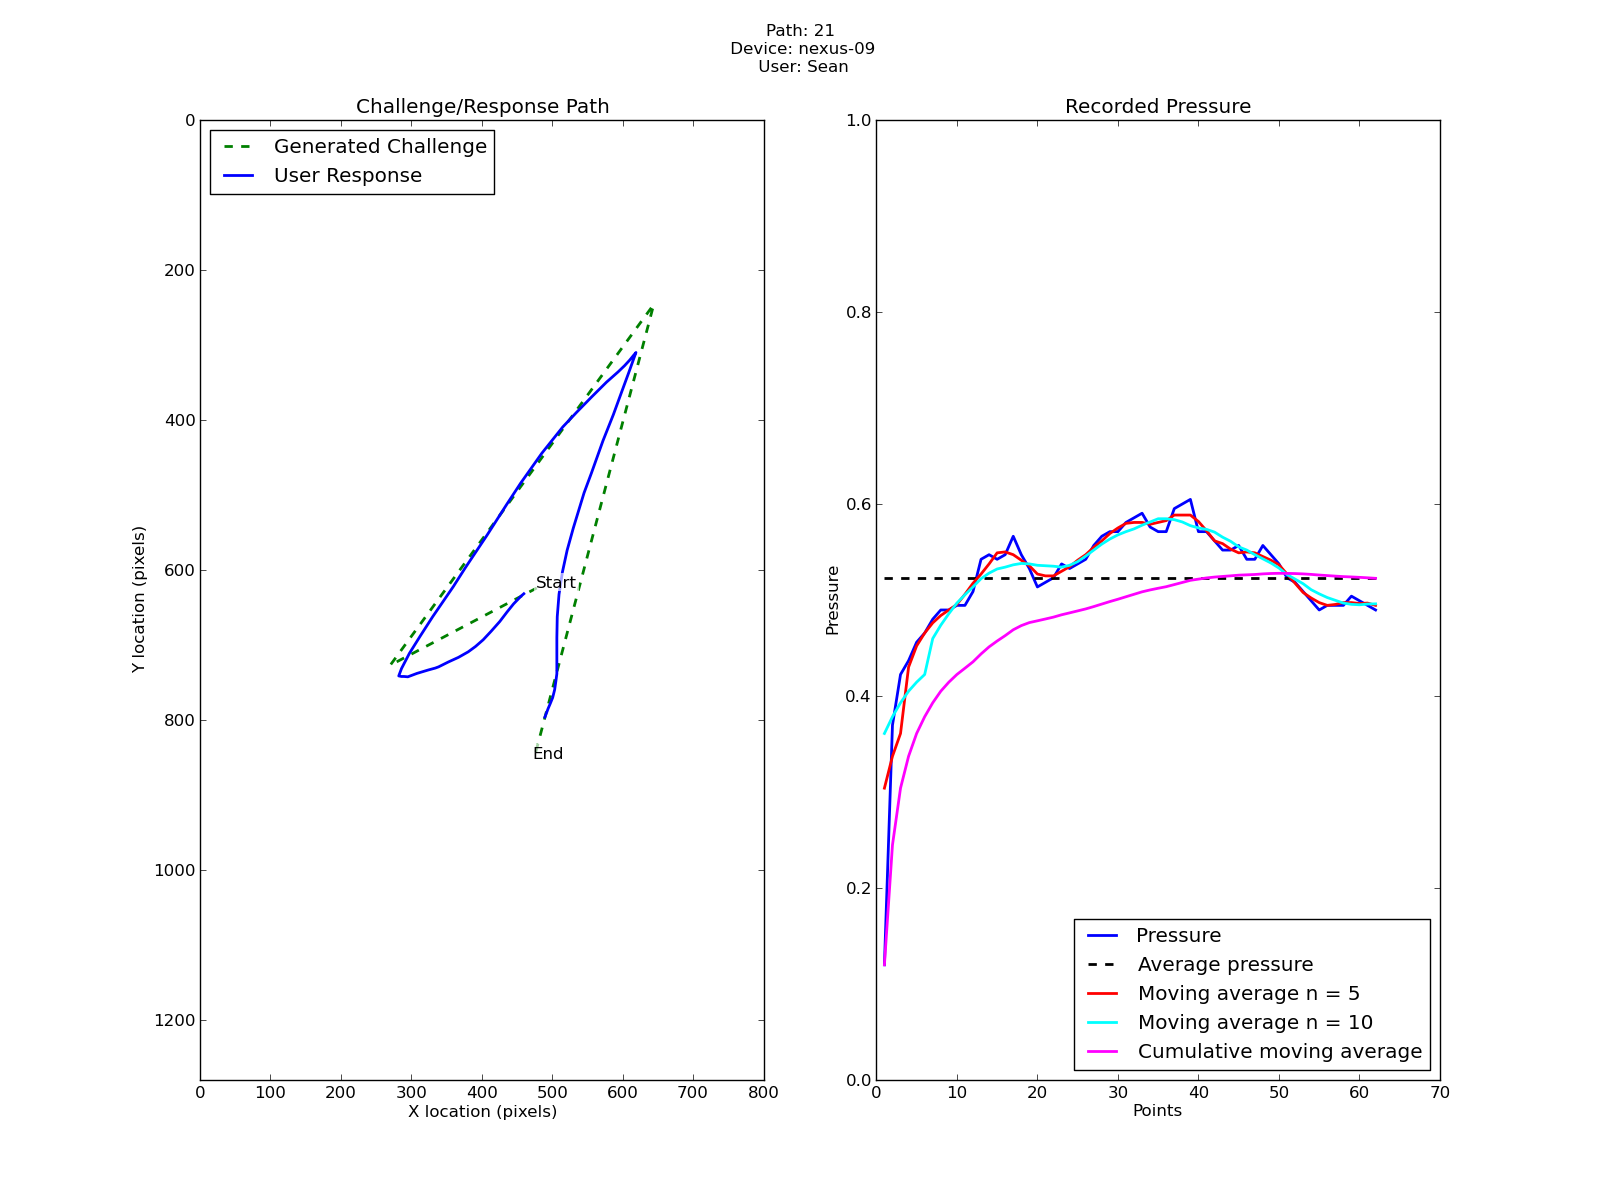 Path: 21
Device: nexus-09
User: Sean
Challenge/Response Path
Generated Challenge
User Response
0
200
400
600
800
1000
1200
Y location (pixels)
Start
End
0 100 200 300 400 500 600 700 800
X location (pixels)
Recorded Pressure
1.0
0.8
0.6
0.4
0.2
0.0
Pressure
Pressure
Average pressure
Moving average n = 5
Moving average n = 10
Cumulative moving average
0 10 20 30 40 50 60 70
Points